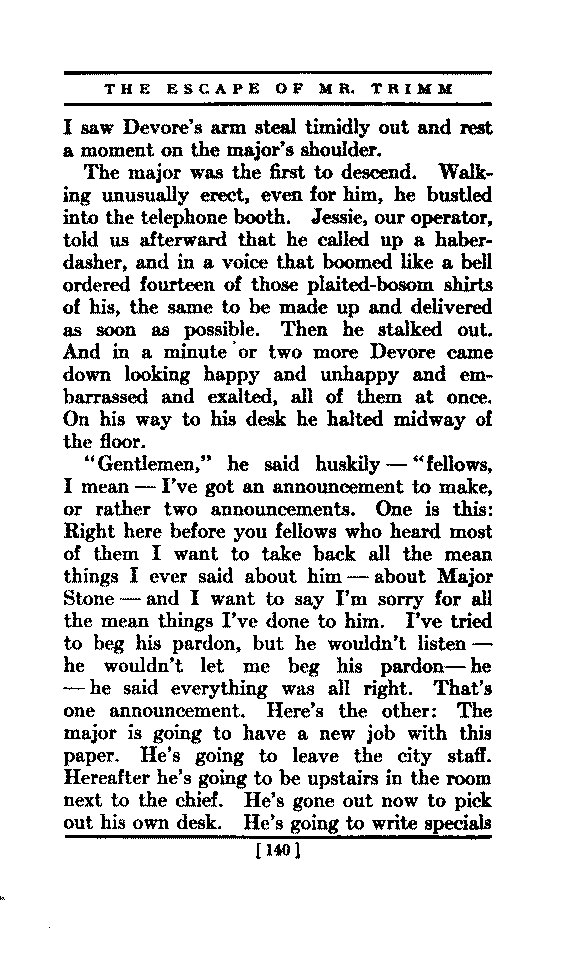 THE ESCAPE OF MR. TRIMM
I saw Devore's arm steal timidly out and rest
a moment on the major's shoulder.
The major was the first to descend. Walk-
ing unusually erect, even for him, he bustled
into the telephone booth. Jessie, our operator,
told us afterward that he called up a haber-
dasher, and in a voice that boomed like a bell
ordered fourteen of those plaited-bosom shirts
of his, the same to be made up and delivered
as soon as possible. Then he stalked out.
And in a minute or two more Devore came
down looking happy and unhappy and em-
barrassed and exalted, all of them at once.
On his way to his desk he halted midway of
the floor.
"Gentlemen," he said huskily — "fellows,
I mean — I've got an announcement to make,
or rather two announcements. One is this:
Right here before you fellows who heard most
of them I want to take back all the mean
things I ever said about him — about Major
Stone — and I want to say I'm sorry for all
the mean things I've done to him. I've tried
to beg his pardon, but he wouldn't listen —
he wouldn't let me beg his pardon — he
— he said everything was all right. That's
one announcement. Here's the other: The
major is going to have a new job with this
paper. He's going to leave the city staff.
Hereafter he's going to be upstairs in the room
next to the chief. He's gone out now to pick
out his own desk. He's going to write specials
[140]